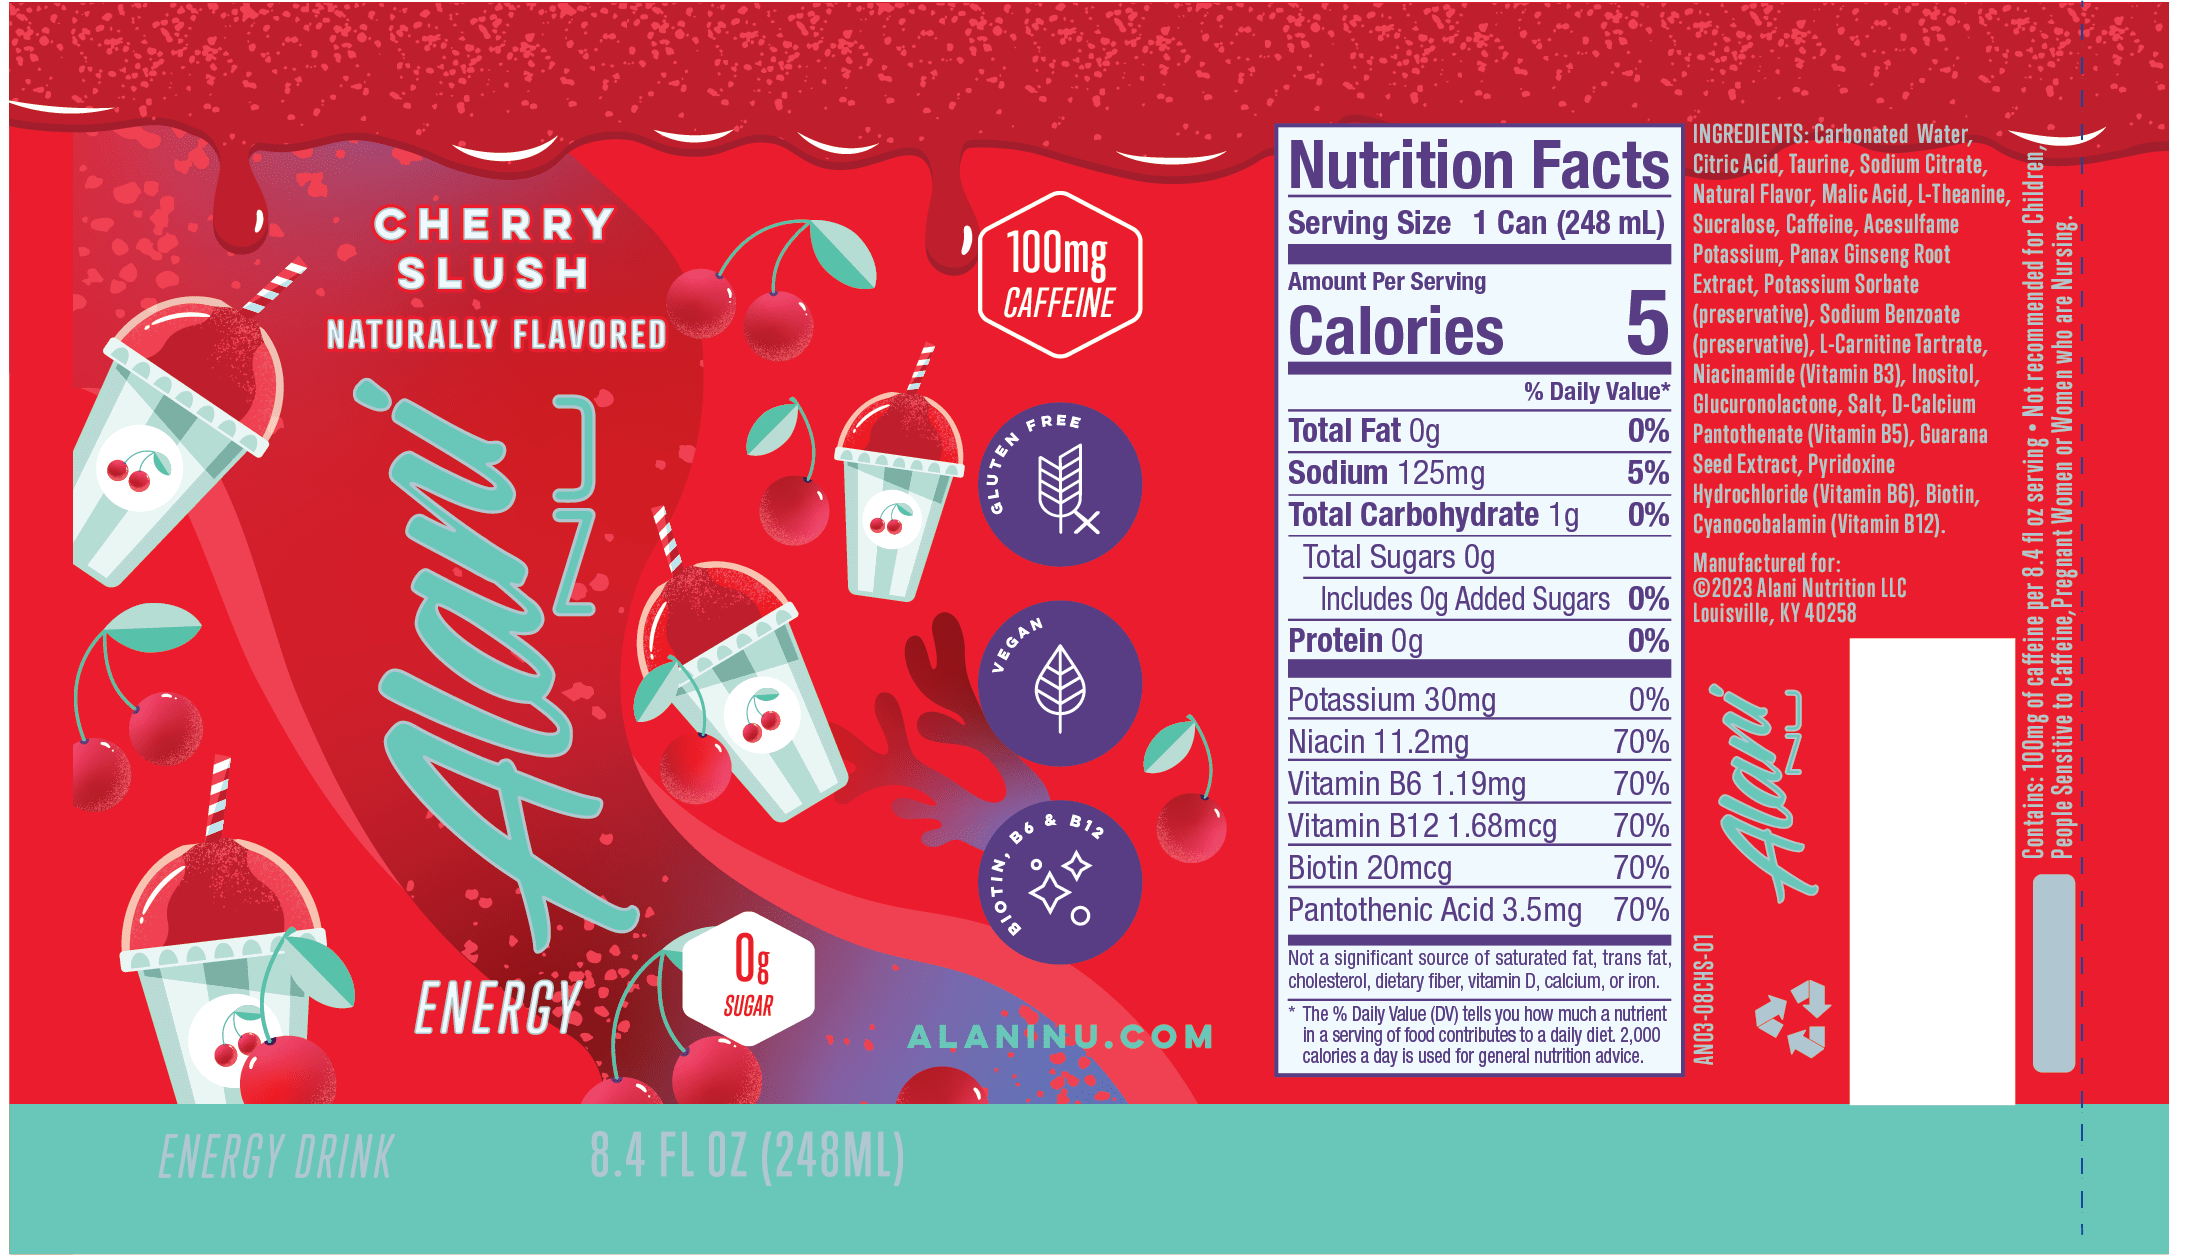 CHERRY
SLUSH
NATURALLY FLAVORED
Alani
NU
ENERGY
0g
SUGAR
100mg
CAFFEINE
GLUTEN FREE
VEGAN
BIOTIN, B6 & B12
ALANINU.COM
ENERGY DRINK
8.4 FL OZ (248ML)
Nutrition Facts
Serving Size 1 Can (248 mL)
Amount Per Serving
Calories 5
% Daily Value*
Total Fat 0g 0%
Sodium 125mg 5%
Total Carbohydrate 1g 0%
Total Sugars 0g
Includes 0g Added Sugars 0%
Protein 0g 0%
Potassium 30mg 0%
Niacin 11.2mg 70%
Vitamin B6 1.19mg 70%
Vitamin B12 1.68mcg 70%
Biotin 20mcg 70%
Pantothenic Acid 3.5mg 70%
Not a significant source of saturated fat, trans fat,
cholesterol, dietary fiber, vitamin D, calcium, or iron.
* The % Daily Value (DV) tells you how much a nutrient
in a serving of food contributes to a daily diet. 2,000
calories a day is used for general nutrition advice.
INGREDIENTS: Carbonated Water,
Citric Acid, Taurine, Sodium Citrate,
Natural Flavor, Malic Acid, L-Theanine,
Sucralose, Caffeine, Acesulfame
Potassium, Panax Ginseng Root
Extract, Potassium Sorbate
(preservative), Sodium Benzoate
(preservative), L-Carnitine Tartrate,
Niacinamide (Vitamin B3), Inositol,
Glucuronolactone, Salt, D-Calcium
Pantothenate (Vitamin B5), Guarana
Seed Extract, Pyridoxine
Hydrochloride (Vitamin B6), Biotin,
Cyanocobalamin (Vitamin B12).
Manufactured for:
©2023 Alani Nutrition LLC
Louisville, KY 40258
Alani
NU
AN03-08CHS-01
Contains: 100mg of caffeine per 8.4 fl oz serving • Not recommended for Children,
People Sensitive to Caffeine, Pregnant Women or Women who are Nursing.